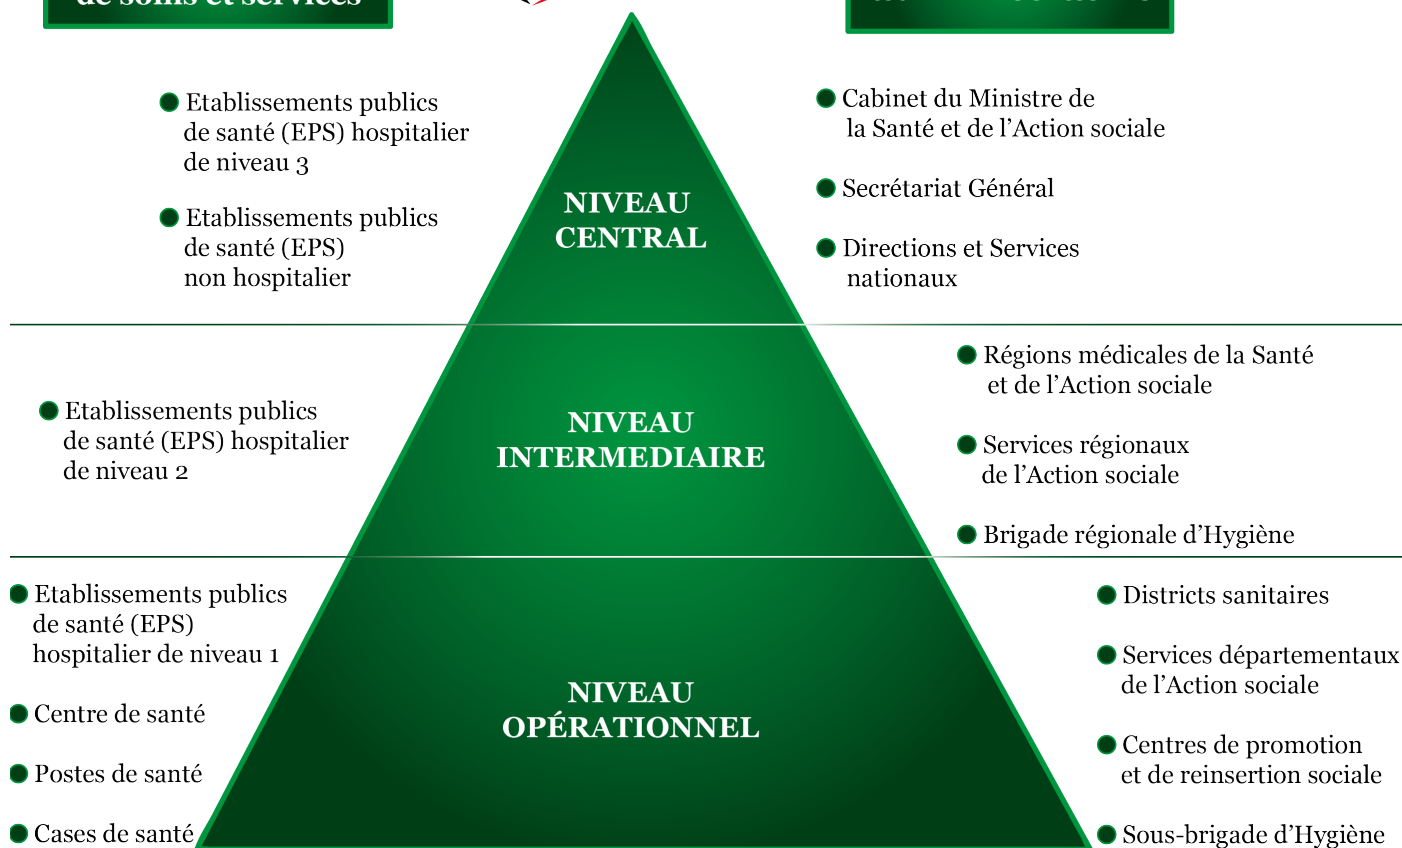 de soins et services
Etablissements publics
de santé (EPS) hospitalier
de niveau 3
Etablissements publics
de santé (EPS)
non hospitalier
NIVEAU
CENTRAL
Cabinet du Ministre de
la Santé et de l’Action sociale
Secrétariat Général
Directions et Services
nationaux
Etablissements publics
de santé (EPS) hospitalier
de niveau 2
NIVEAU
INTERMEDIAIRE
Régions médicales de la Santé
et de l’Action sociale
Services régionaux
de l’Action sociale
Brigade régionale d’Hygiène
Etablissements publics
de santé (EPS)
hospitalier de niveau 1
Centre de santé
Postes de santé
Cases de santé
NIVEAU
OPÉRATIONNEL
Districts sanitaires
Services départementaux
de l’Action sociale
Centres de promotion
et de reinsertion sociale
Sous-brigade d’Hygiène